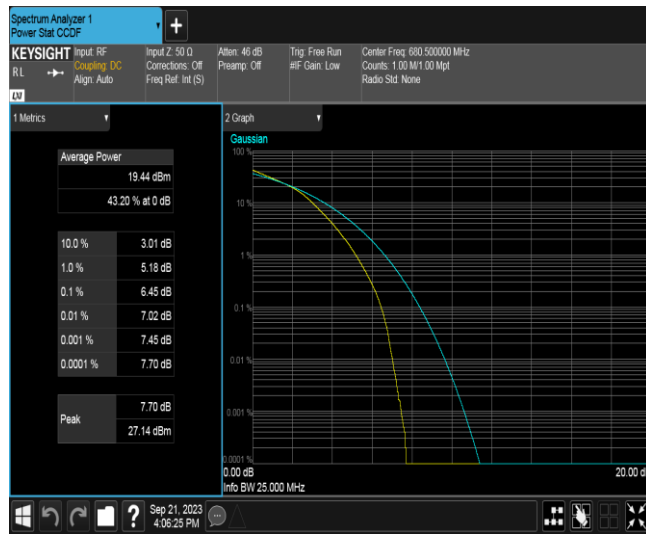 Spectrum Analyzer 1
Power Stat CCDF
+
KEYSIGHT
RL
LXI
Input: RF
Coupling: DC
Align: Auto
Input Z: 50 Ω
Corrections: Off
Freq Ref: Int (S)
Atten: 46 dB
Preamp: Off
Trig: Free Run
#IF Gain: Low
Center Freq: 680.500000 MHz
Counts: 1.00 M/1.00 Mpt
Radio Std: None
1 Metrics
Average Power
19.44 dBm
43.20 % at 0 dB
10.0 % 3.01 dB
1.0 % 5.18 dB
0.1 % 6.45 dB
0.01 % 7.02 dB
0.001 % 7.45 dB
0.0001 % 7.70 dB
Peak
7.70 dB
27.14 dBm
2 Graph
Gaussian
100 %
10 %
1 %
0.1 %
0.01 %
0.001 %
0.0001 %
0.00 dB
20.00 d
Info BW 25.000 MHz
?
Sep 21, 2023
4:06:25 PM